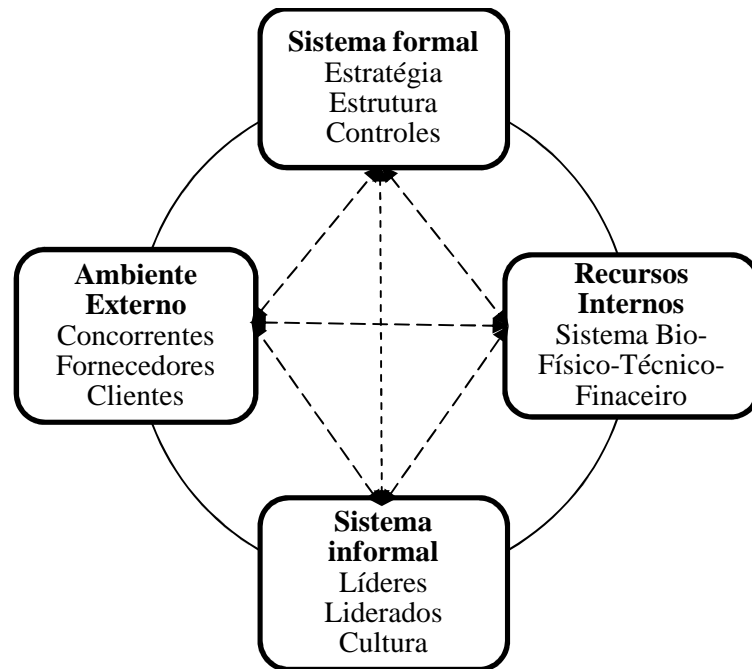 Sistema formal
Estratégia
Estrutura
Controles
Ambiente
Externo
Concorrentes
Fornecedores
Clientes
Recursos
Internos
Sistema Bio-
Físico-Técnico-
Finaceiro
Sistema
informal
Líderes
Liderados
Cultura